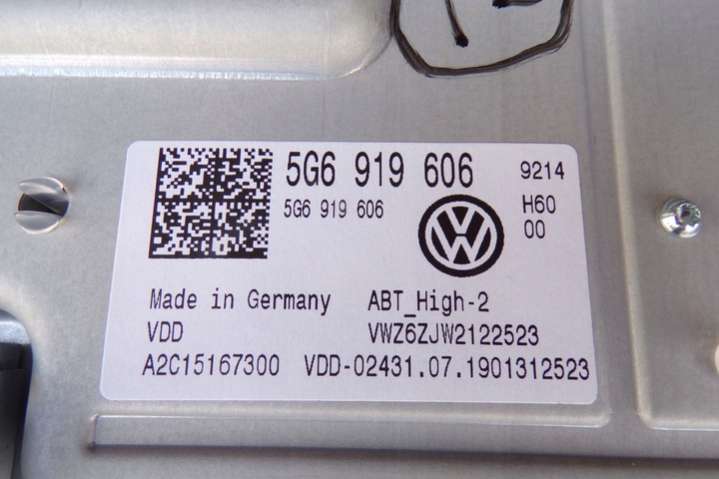 5G6 919 606
5G6 919 606
9214
H60
00
Made in Germany ABT_High-2
VDD VWZ6ZJW2122523
A2C15167300 VDD-02431.07.1901312523